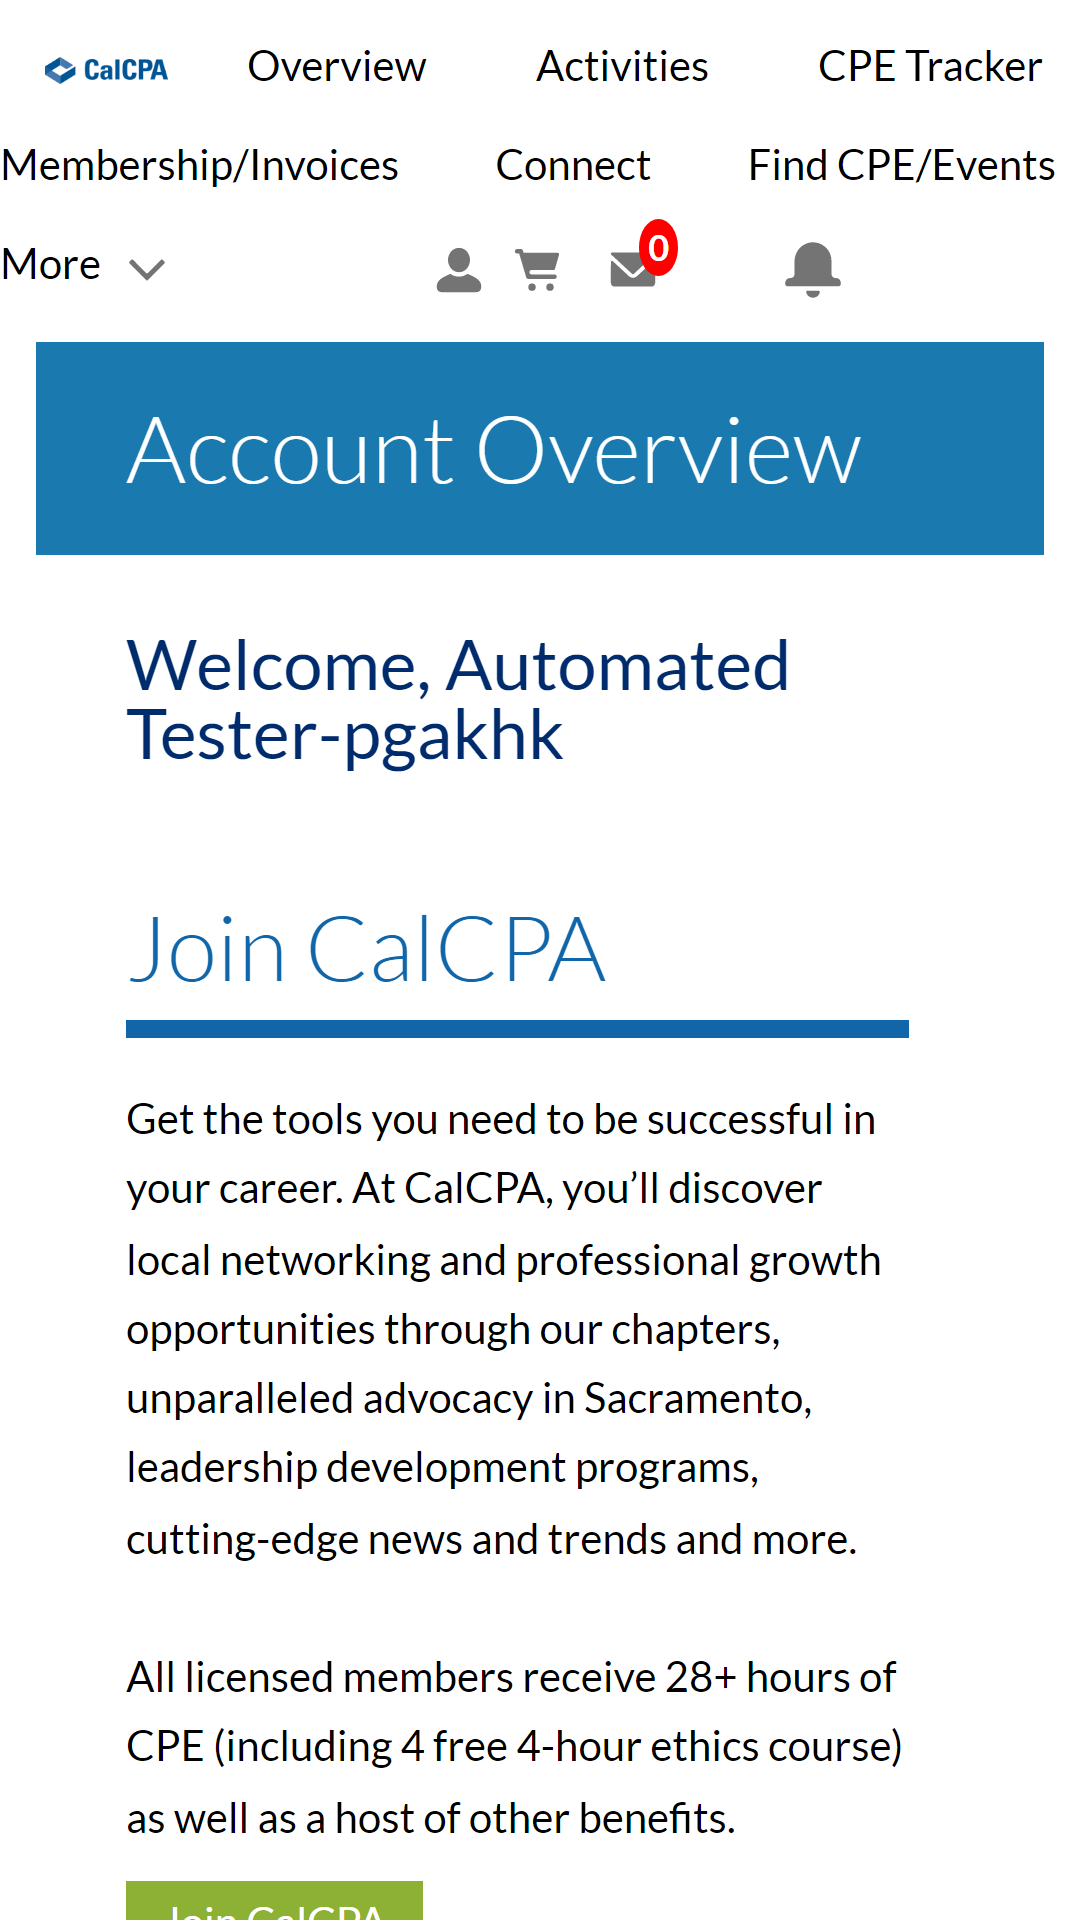 CalCPA Overview Activities CPE Tracker
Membership/Invoices Connect Find CPE/Events
More 0
Account Overview
Welcome, Automated
Tester-pgakhk
Join CalCPA
Get the tools you need to be successful in
your career. At CalCPA, you’ll discover
local networking and professional growth
opportunities through our chapters,
unparalleled advocacy in Sacramento,
leadership development programs,
cutting-edge news and trends and more.
All licensed members receive 28+ hours of
CPE (including 4 free 4-hour ethics course)
as well as a host of other benefits.
Join CalCPA